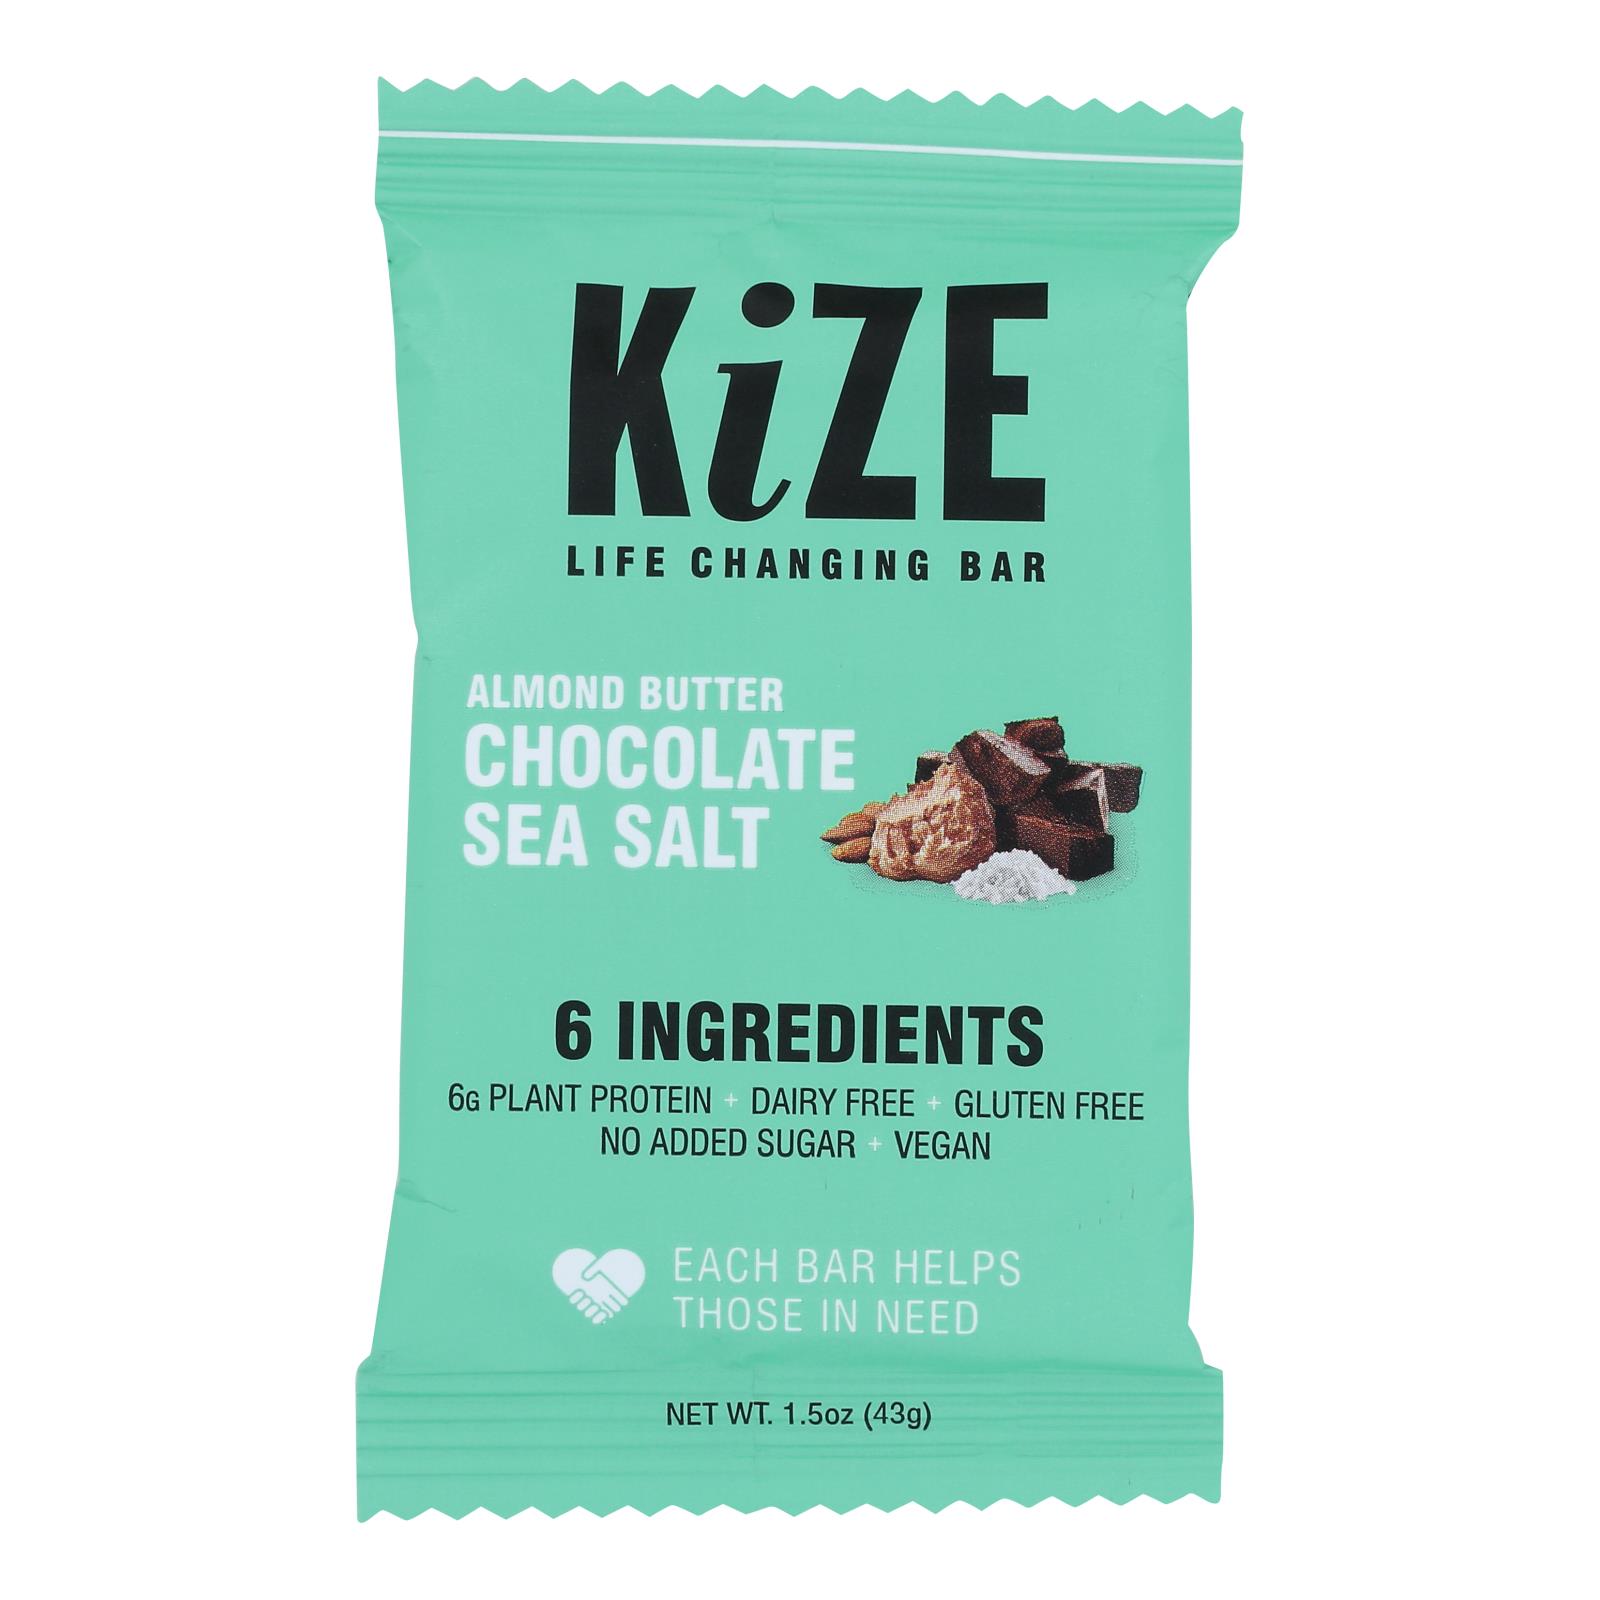 KiZE
LIFE CHANGING BAR
ALMOND BUTTER
CHOCOLATE
SEA SALT
6 INGREDIENTS
6G PLANT PROTEIN + DAIRY FREE + GLUTEN FREE
NO ADDED SUGAR + VEGAN
EACH BAR HELPS
THOSE IN NEED
NET WT. 1.5oz (43g)